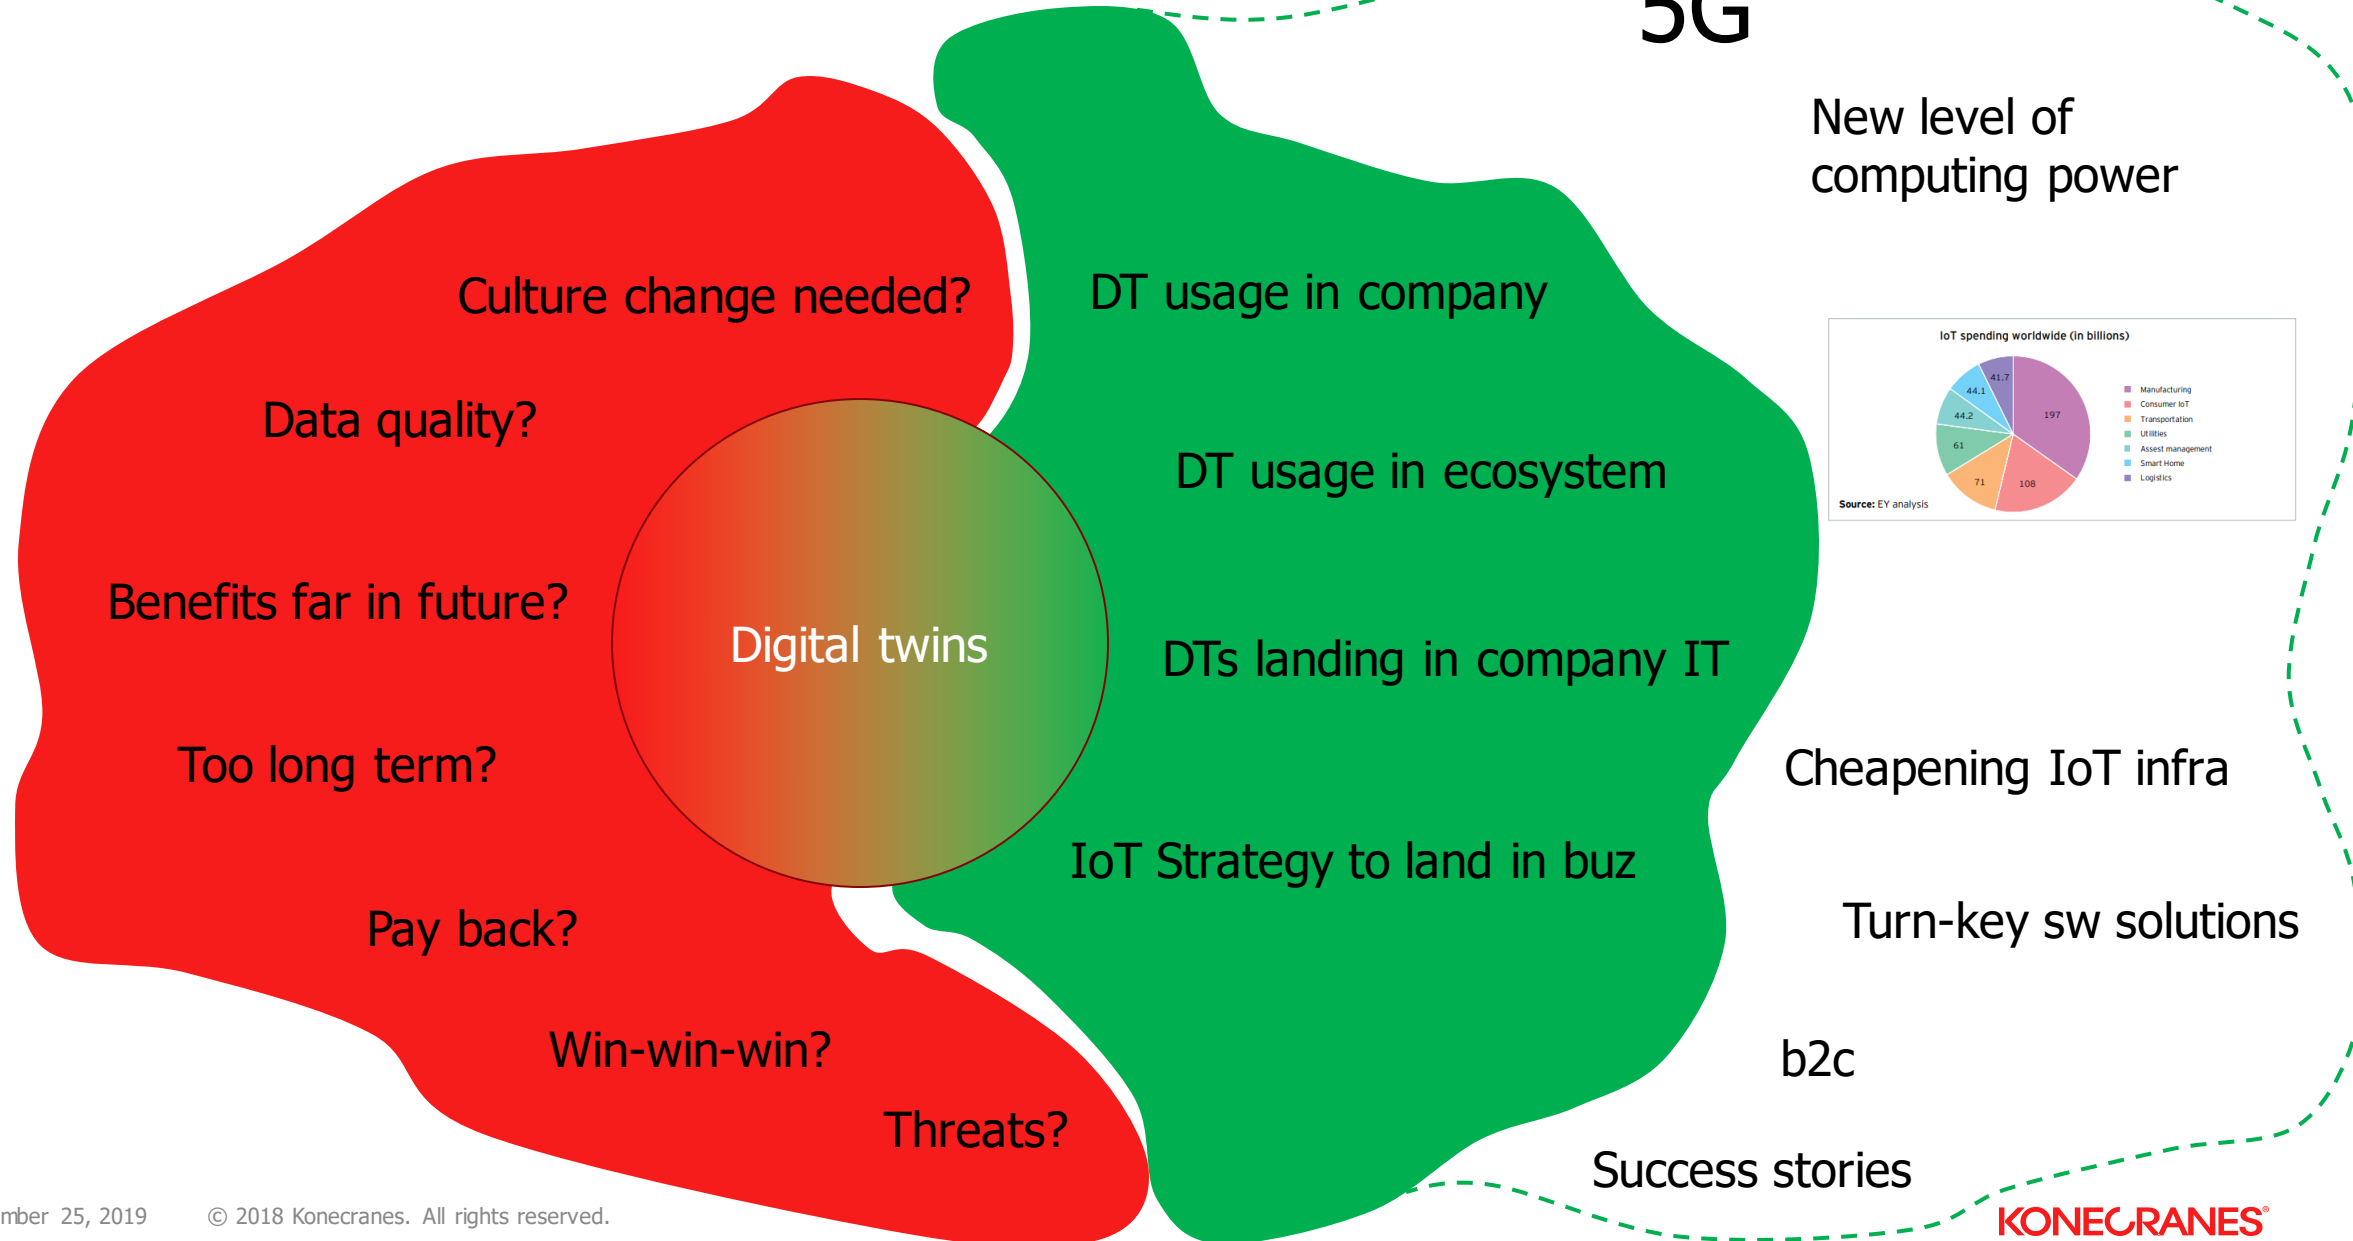 5G
New level of
computing power
Culture change needed?
DT usage in company
Data quality?
DT usage in ecosystem
IoT spending worldwide (in billions)
41.7
44.1
44.2
61
71
108
197
Manufacturing
Consumer IoT
Transportation
Utilities
Assest management
Smart Home
Logistics
Source: EY analysis
Benefits far in future?
Digital twins
DTs landing in company IT
Too long term?
Cheapening IoT infra
IoT Strategy to land in buz
Pay back?
Turn-key sw solutions
Win-win-win?
b2c
Threats?
Success stories
mber 25, 2019
© 2018 Konecranes. All rights reserved.
KONECRANES®